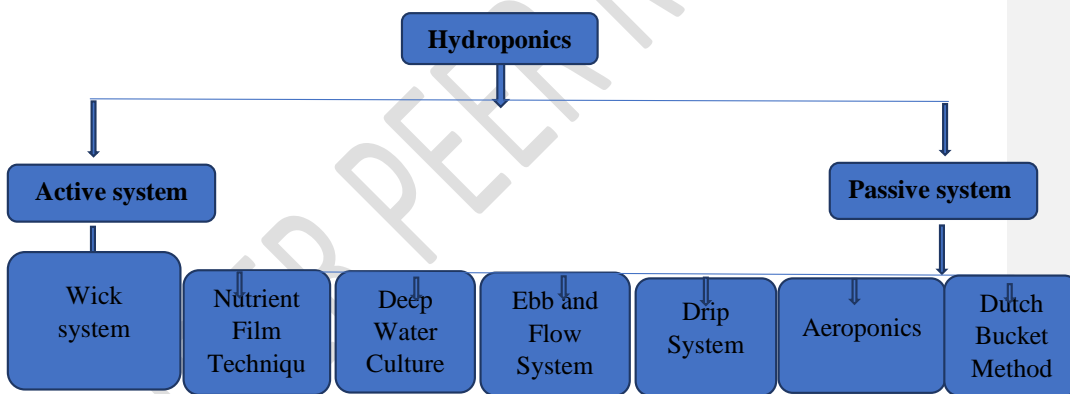 Hydroponics
Active system
Passive system
Wick
system
Nutrient
Film
Techniqu
Deep
Water
Culture
Ebb and
Flow
System
Drip
System
Aeroponics
Dutch
Bucket
Method
PEER